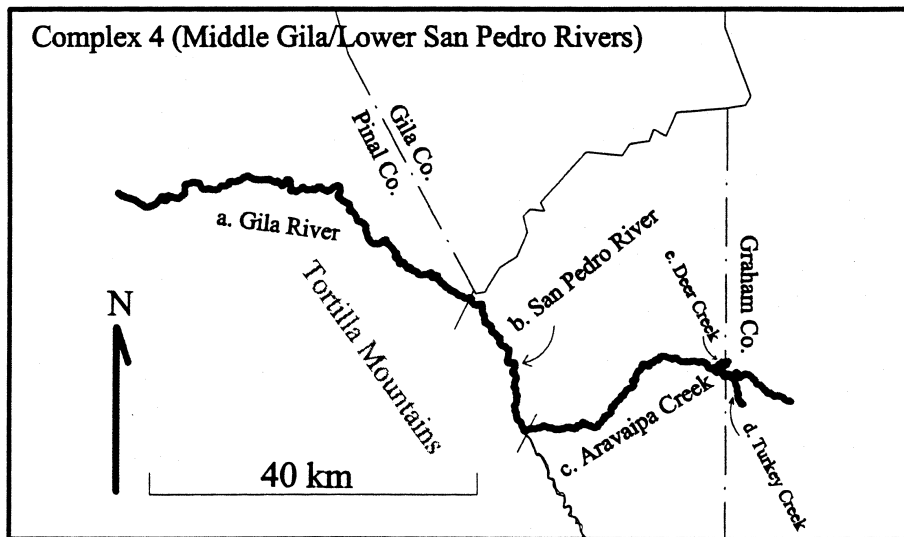 Complex 4 (Middle Gila/Lower San Pedro Rivers)
Gila Co.
Pinal Co.
a. Gila River
b. San Pedro River
Graham Co.
e. Deer Creek
N
Tortilla Mountains
c. Aravaipa Creek
d. Turkey Creek
40 km